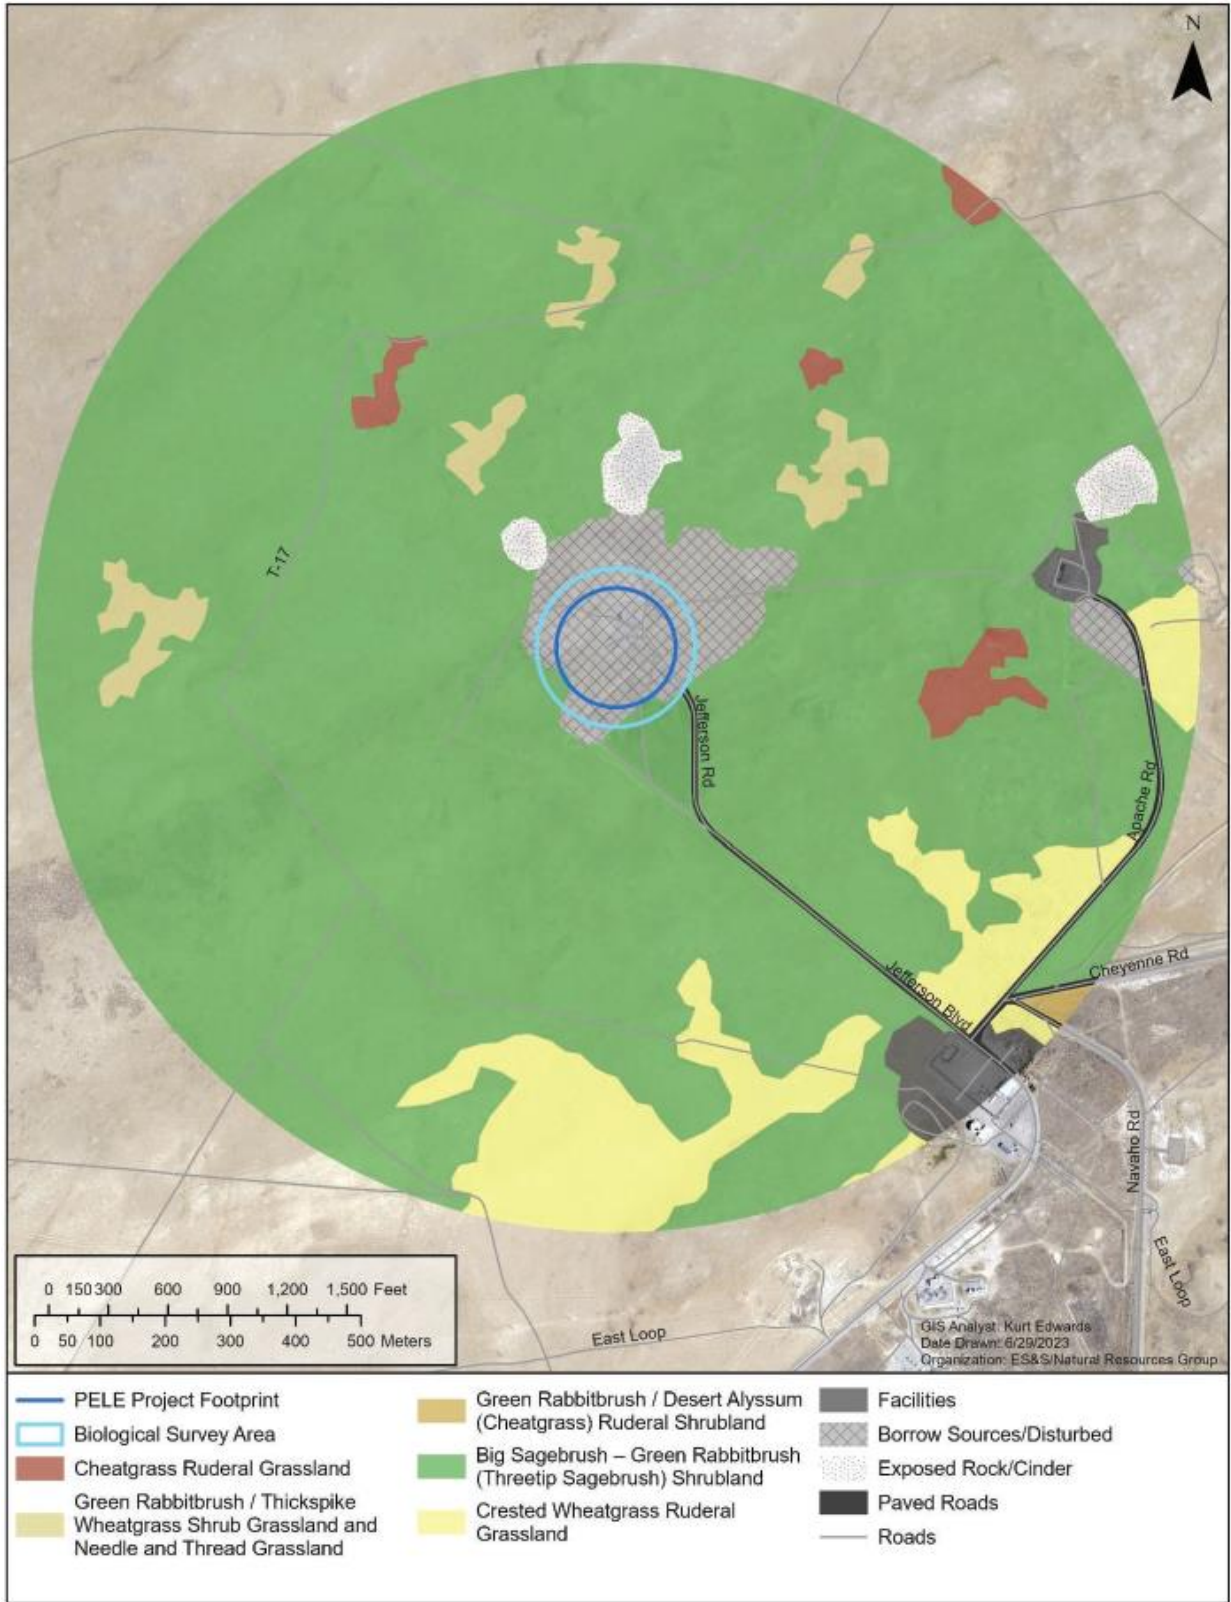 N
T-17
Jefferson Rd
Apache Rd
Cheyenne Rd
Jefferson Blvd
Navaho Rd
East Loop
East Loop
0 150 300 600 900 1,200 1,500 Feet
0 50 100 200 300 400 500 Meters
GIS Analyst: Kurt Edwards
Date Drawn: 6/29/2023
Organization: ES&S/Natural Resources Group
PELE Project Footprint
Biological Survey Area
Cheatgrass Ruderal Grassland
Green Rabbitbrush / Thickspike
Wheatgrass Shrub Grassland and
Needle and Thread Grassland
Green Rabbitbrush / Desert Alyssum
(Cheatgrass) Ruderal Shrubland
Big Sagebrush – Green Rabbitbrush
(Threetip Sagebrush) Shrubland
Crested Wheatgrass Ruderal
Grassland
Facilities
Borrow Sources/Disturbed
Exposed Rock/Cinder
Paved Roads
Roads